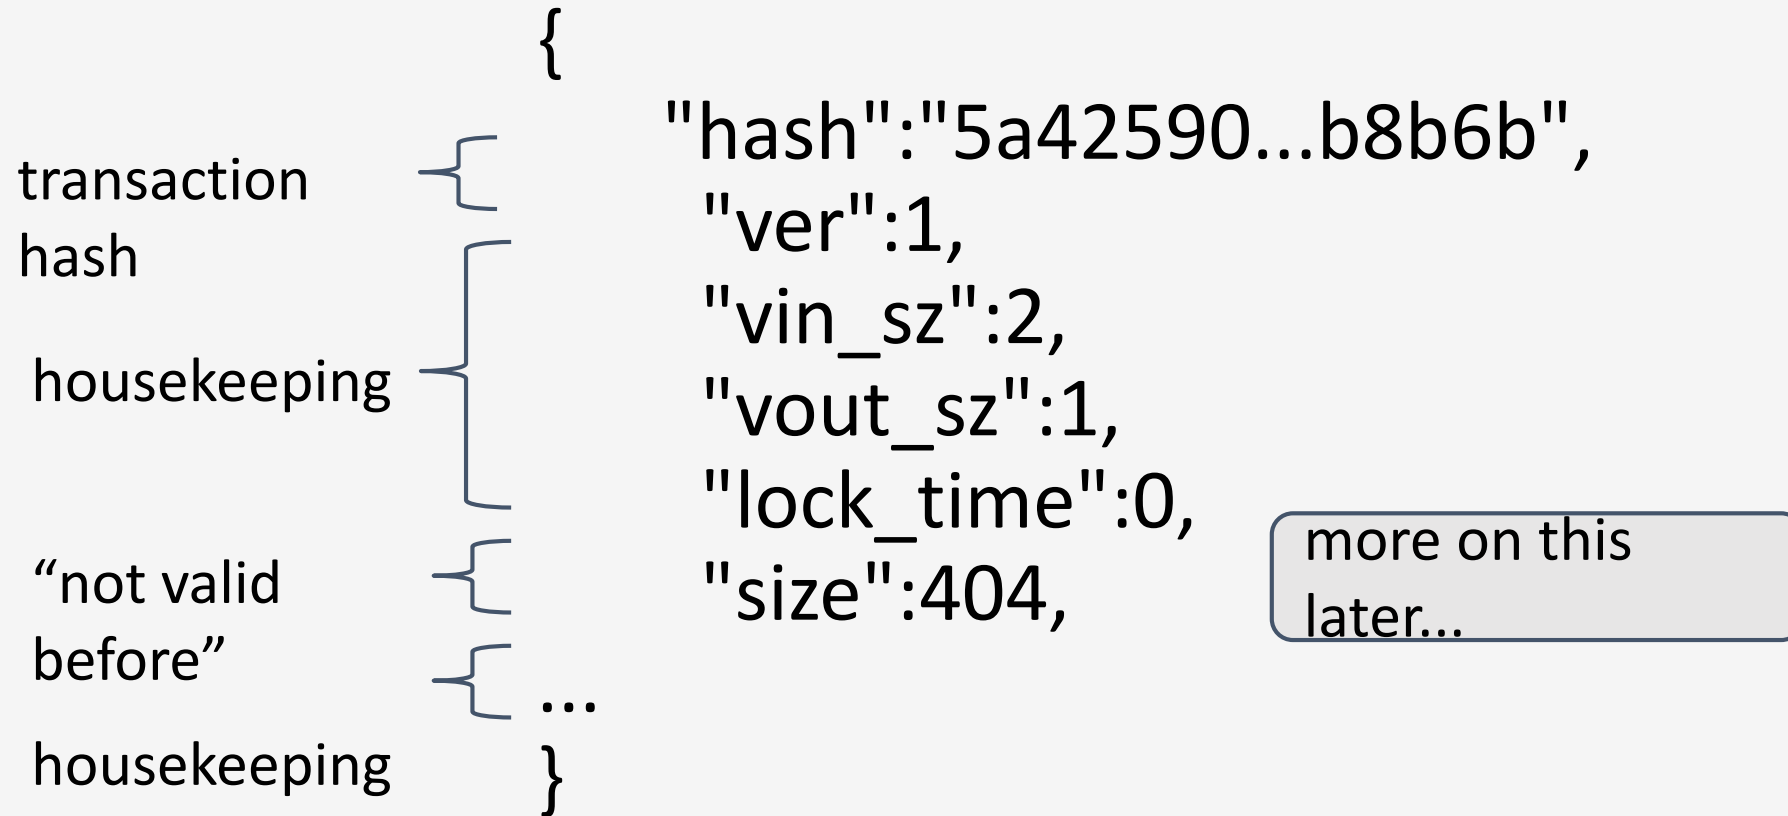 {
"hash":"5a42590...b8b6b",
transaction
hash
"ver":1,
"vin_sz":2,
housekeeping
"vout_sz":1,
"lock_time":0,
more on this
later...
“not valid
before”
"size":404,
...
housekeeping
}